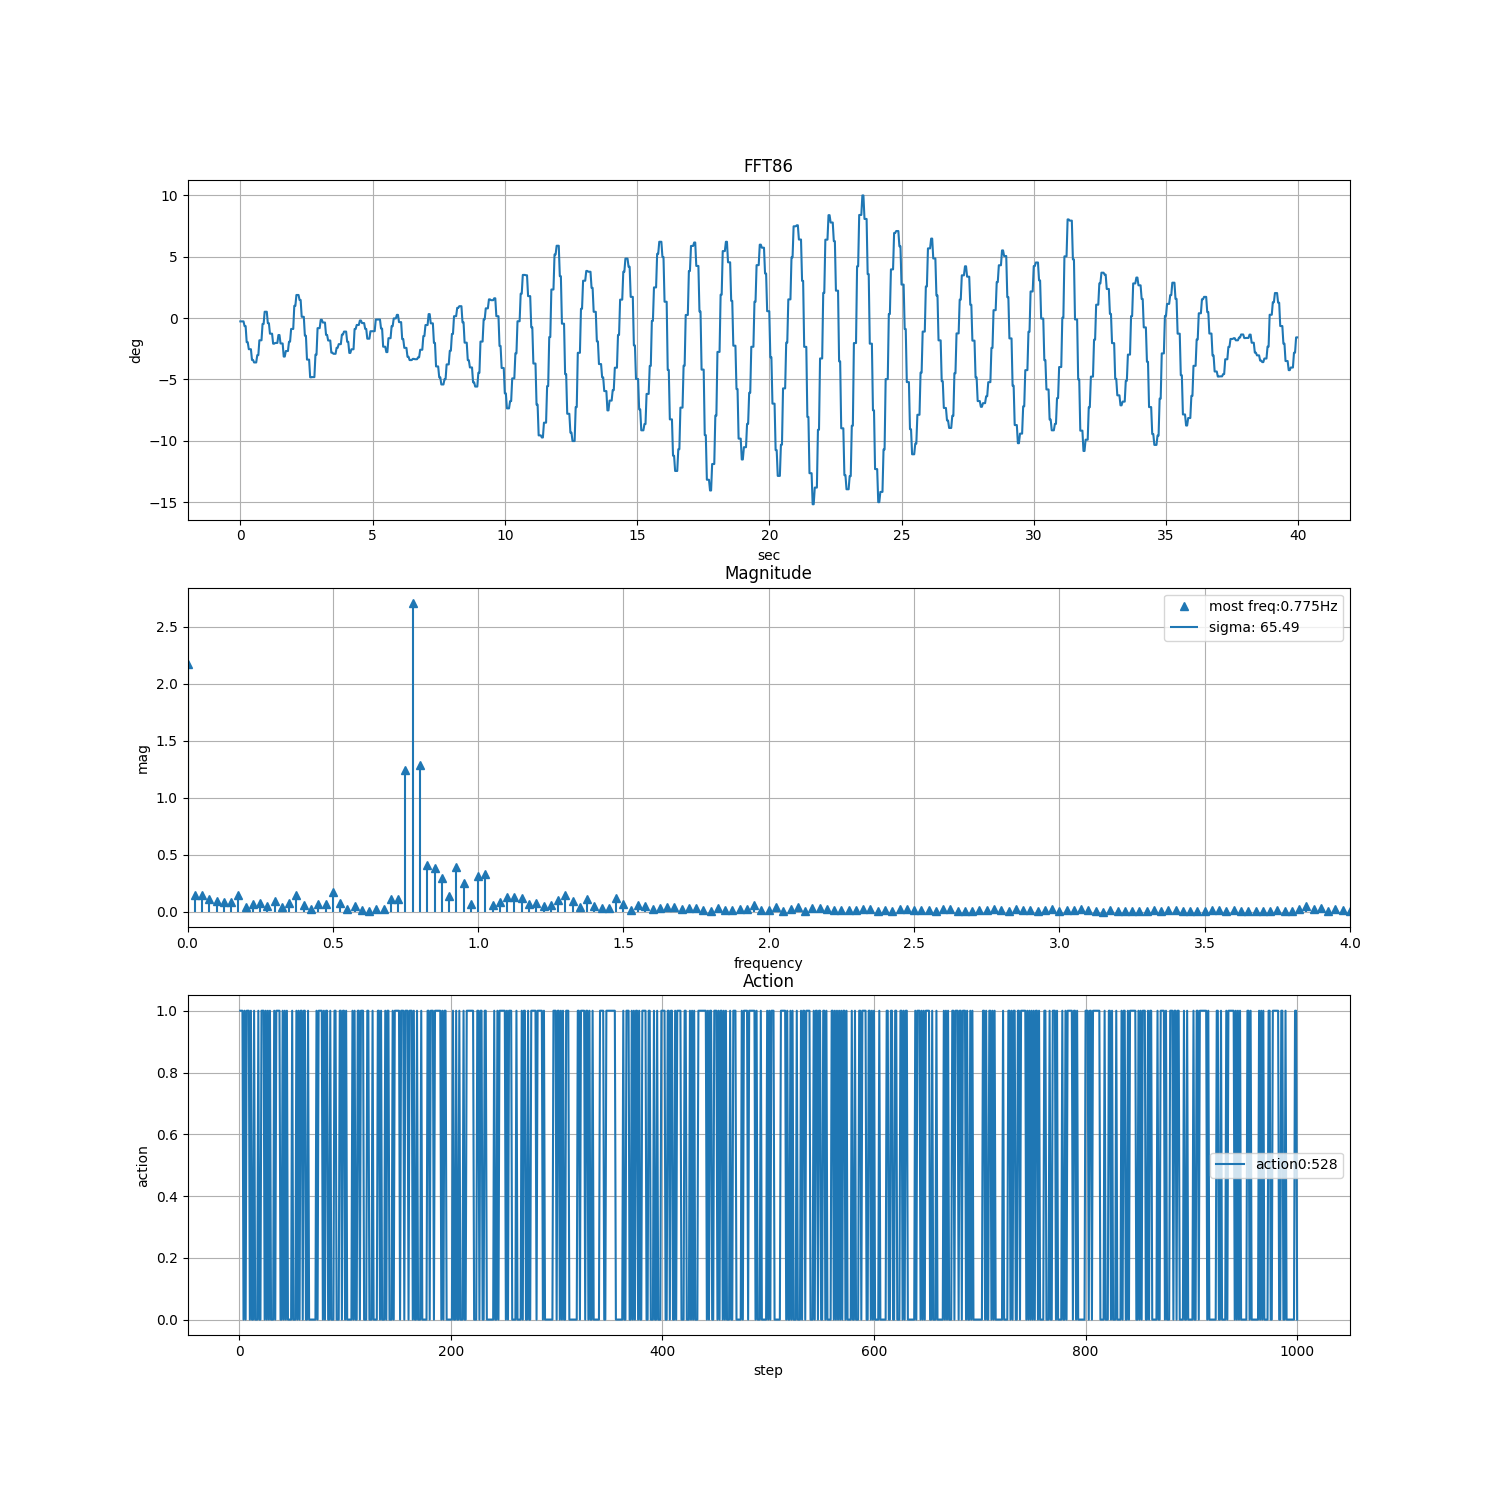 FFT86
10
5
0
−5
−10
−15
deg
0 5 10 15 20 25 30 35 40
sec
Magnitude
most freq:0.775Hz
sigma: 65.49
2.5
2.0
1.5
1.0
0.5
0.0
mag
0.0 0.5 1.0 1.5 2.0 2.5 3.0 3.5 4.0
frequency
Action
1.0
0.8
0.6
0.4
0.2
0.0
action
action0:528
0 200 400 600 800 1000
step